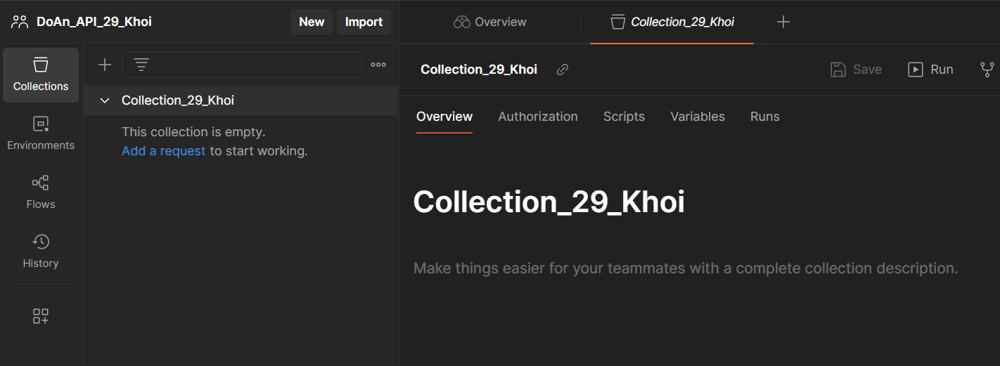 DoAn_API_29_Khoi
New Import
Overview
Collection_29_Khoi
Collections
Environments
Flows
History
Collection_29_Khoi
This collection is empty.
Add a request to start working.
Collection_29_Khoi
Save Run
Overview Authorization Scripts Variables Runs
Collection_29_Khoi
Make things easier for your teammates with a complete collection description.